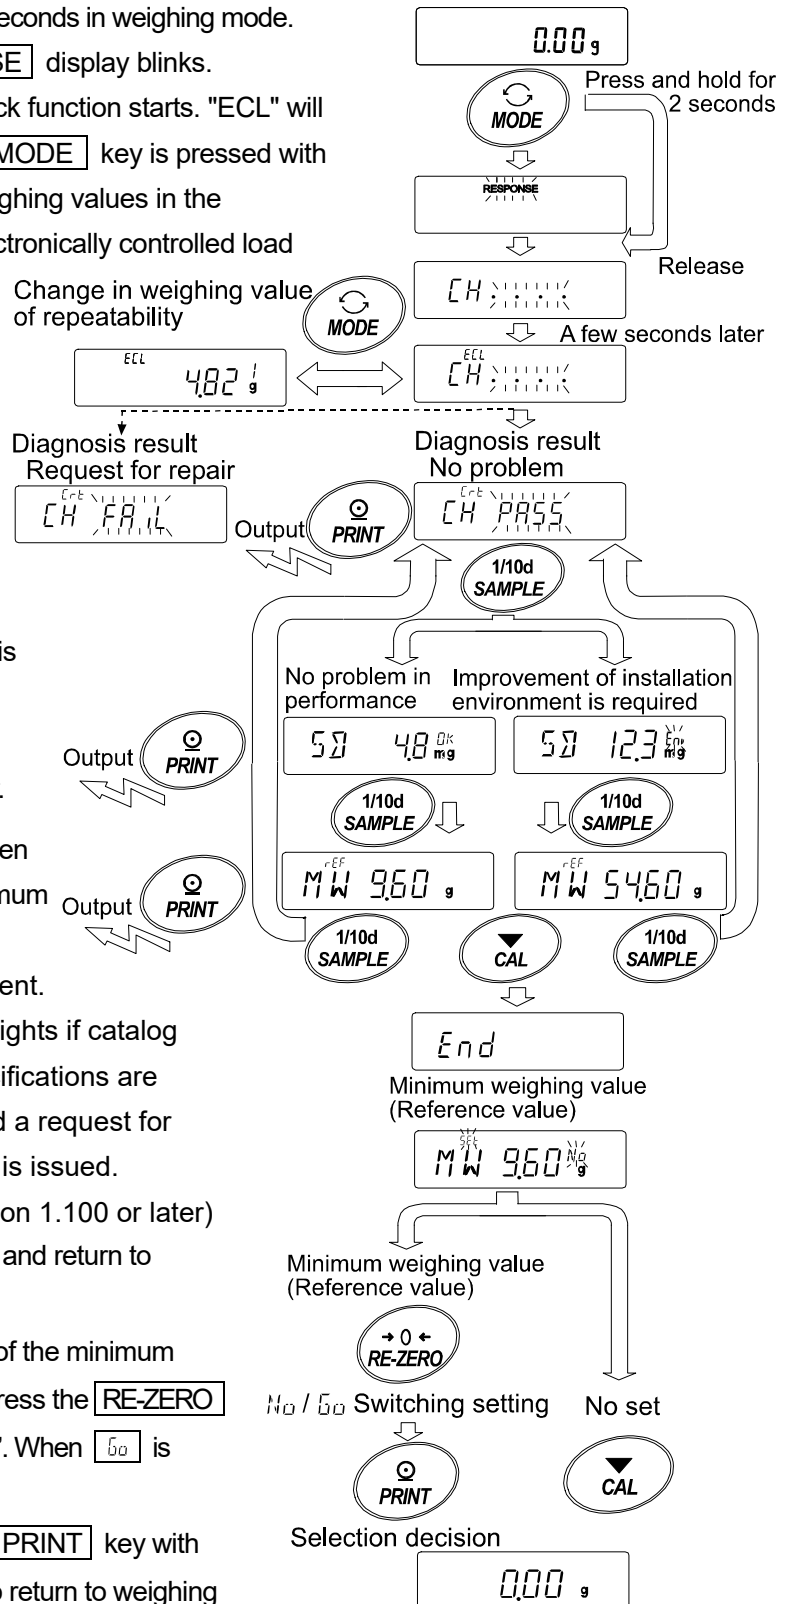 econds in weighing mode.
SE display blinks.
ck function starts. "ECL" will
MODE key is pressed with
ghing values in the
ctronically controlled load
0.00 g
MODE
Press and hold for
2 seconds
RESPONSE
Release
CH
A few seconds later
Change in weighing value
of repeatability
MODE
ECL
4.82 g
ECL
CH
Diagnosis result
Request for repair
Crt
CH FAiL
Diagnosis result
No problem
Crt
CH PASS
Output
PRINT
1/10d
SAMPLE
is
No problem in
performance
Improvement of installation
environment is required
SD 4.8 OK
mg
SD 12.3
mg
Output
PRINT
1/10d
SAMPLE
1/10d
SAMPLE
en
mum
rEF
MW 9.60 g
rEF
MW 54.60 g
Output
PRINT
1/10d
SAMPLE
CAL
1/10d
SAMPLE
ent.
ights if catalog
ifications are
d a request for
is issued.
on 1.100 or later)
and return to
End
Minimum weighing value
(Reference value)
SEt
MW 9.60 No
g
Minimum weighing value
(Reference value)
→0←
RE-ZERO
of the minimum
ress the RE-ZERO
". When Go is
No / Go Switching setting
No set
PRINT
CAL
Selection decision
PRINT key with
o return to weighing
0.00 g